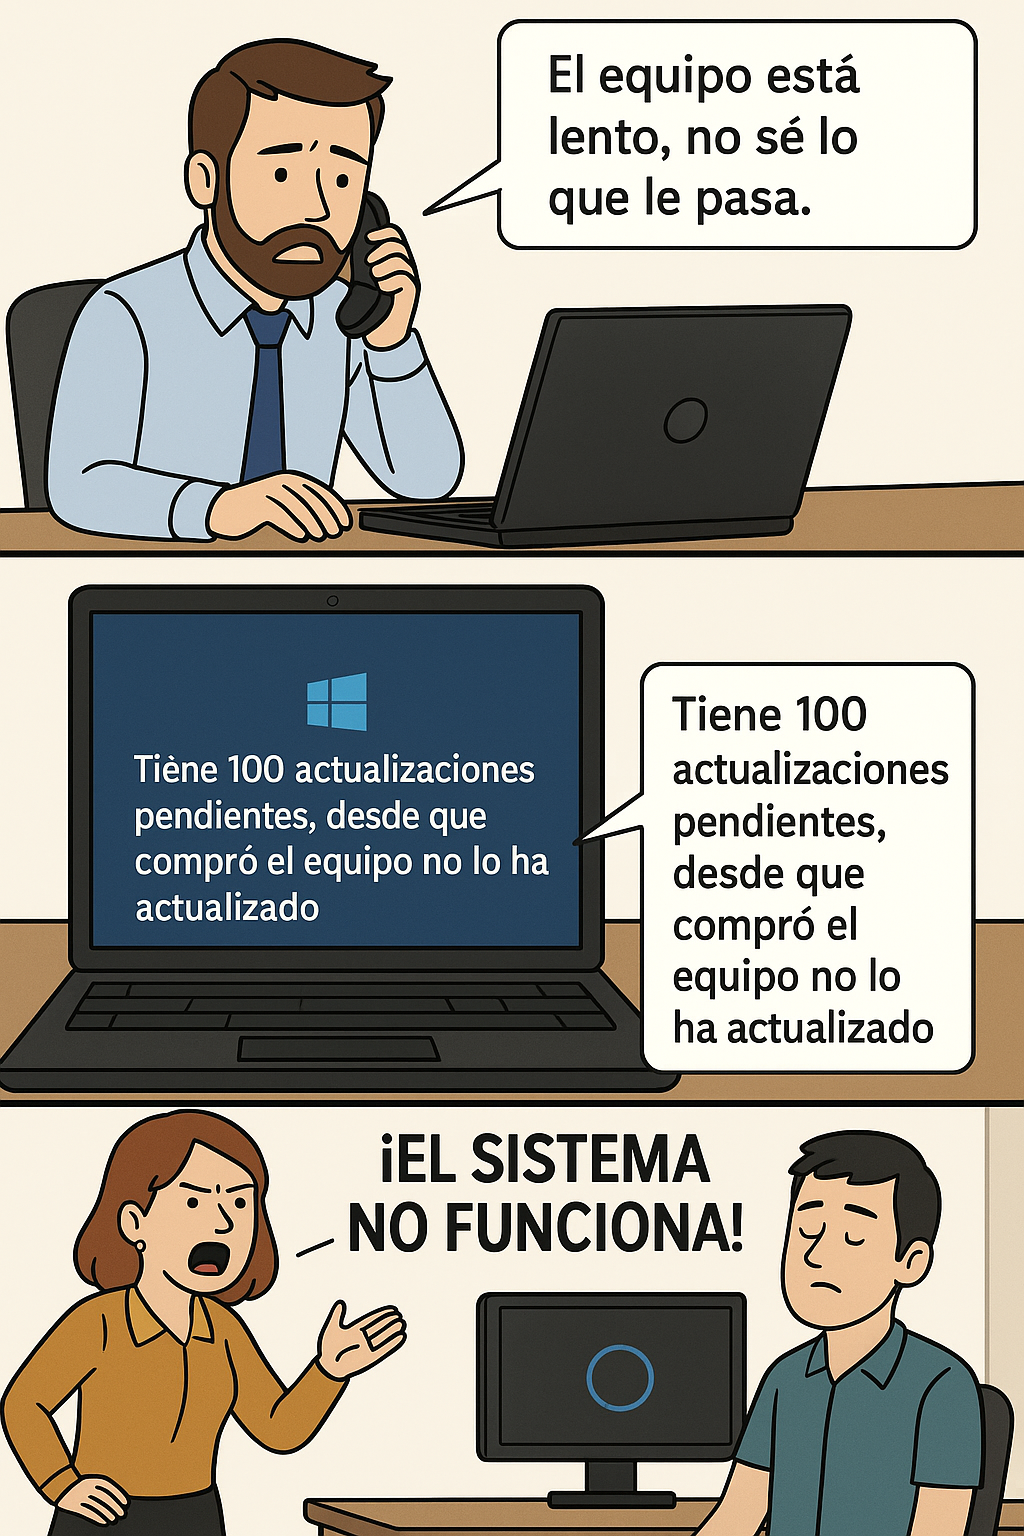 El equipo está
lento, no sé lo
que le pasa.
Tiène 100 actualizaciones
pendientes, desde que
compró el equipo no lo ha
actualizado
Tiene 100
actualizaciones
pendientes,
desde que
compró el
equipo no lo
ha actualizado
¡EL SISTEMA
NO FUNCIONA!